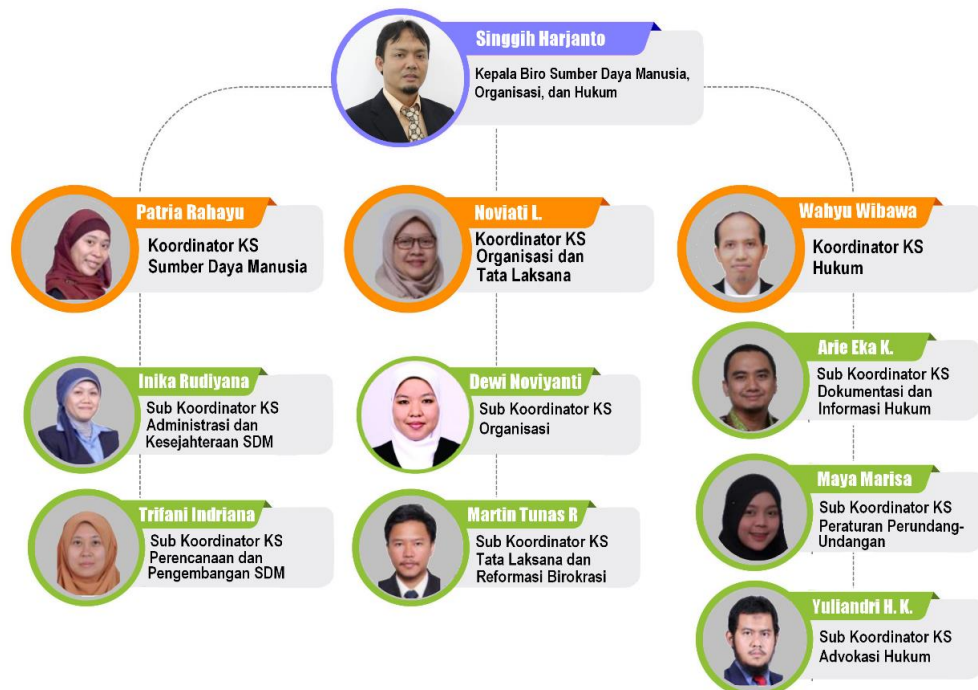 Singgih Harjanto
Kepala Biro Sumber Daya Manusia,
Organisasi, dan Hukum
Patria Rahayu
Koordinator KS
Sumber Daya Manusia
Noviati L.
Koordinator KS
Organisasi dan
Tata Laksana
Wahyu Wibawa
Koordinator KS
Hukum
Inika Rudiyana
Sub Koordinator KS
Administrasi dan
Kesejahteraan SDM
Dewi Noviyanti
Sub Koordinator KS
Organisasi
Arie Eka K.
Sub Koordinator KS
Dokumentasi dan
Informasi Hukum
Trifani Indriana
Sub Koordinator KS
Perencanaan dan
Pengembangan SDM
Martin Tunas R
Sub Koordinator KS
Tata Laksana dan
Reformasi Birokrasi
Maya Marisa
Sub Koordinator KS
Peraturan Perundang-
Undangan
Yuliandri H. K.
Sub Koordinator KS
Advokasi Hukum